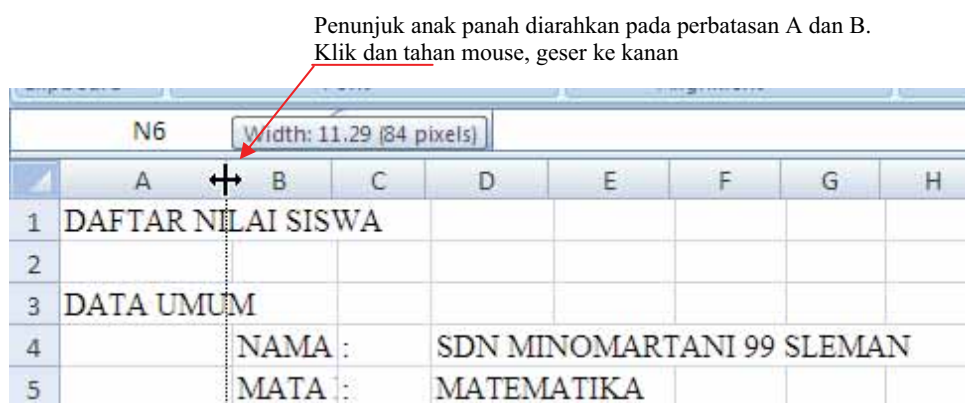 Penunjuk anak panah diarahkan pada perbatasan A dan B.
Klik dan tahan mouse, geser ke kanan
N6 Width: 11.29 (84 pixels)
A B C D E F G H
1 DAFTAR NILAI SISWA
2
3 DATA UMUM
4 NAMA : SDN MINOMARTANI 99 SLEMAN
5 MATA : MATEMATIKA